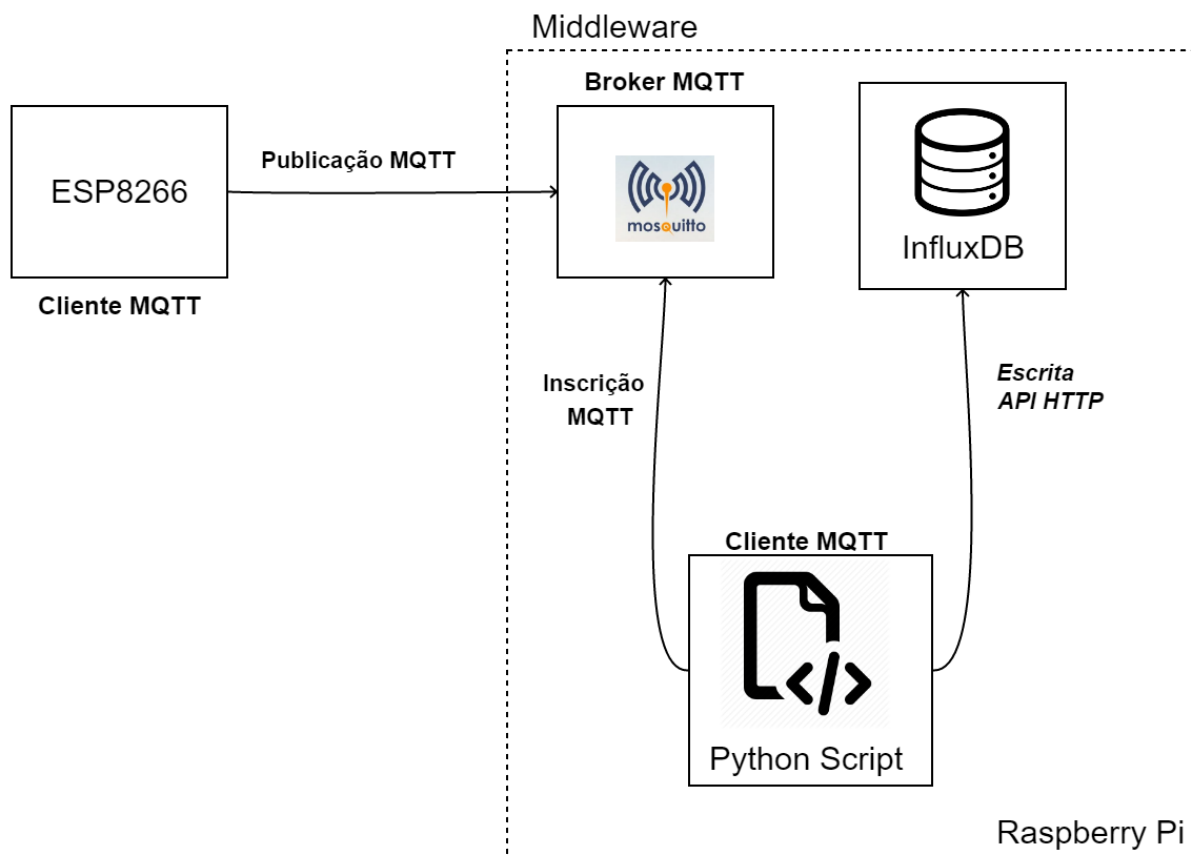 Middleware
Broker MQTT
ESP8266
Publicação MQTT
mosquitto
InfluxDB
Cliente MQTT
Inscrição
MQTT
Escrita
API HTTP
Cliente MQTT
Python Script
Raspberry Pi